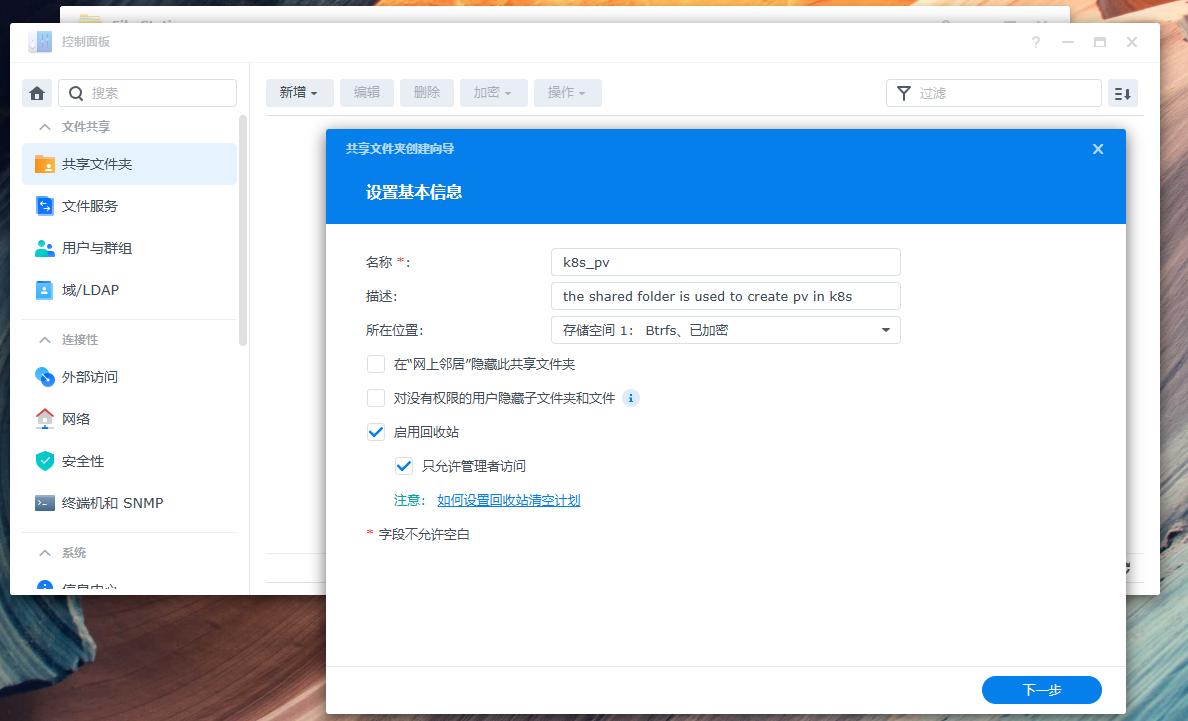 控制面板
搜索
新增
编辑
删除
加密
操作
过滤
文件共享
共享文件夹
文件服务
用户与群组
域/LDAP
连接性
外部访问
网络
安全性
终端机和 SNMP
系统
信息中心
共享文件夹创建向导
设置基本信息
名称 *:
k8s_pv
描述:
the shared folder is used to create pv in k8s
所在位置:
存储空间 1： Btrfs、已加密
在“网上邻居”隐藏此共享文件夹
对没有权限的用户隐藏子文件夹和文件
启用回收站
只允许管理者访问
注意: 如何设置回收站清空计划
* 字段不允许空白
下一步